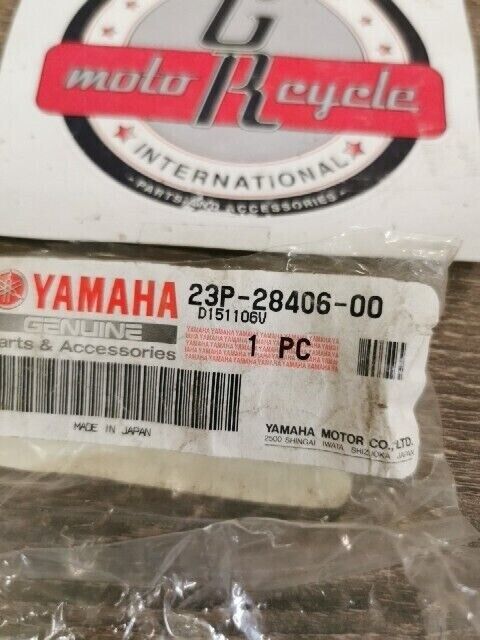 G
moto R cycle
INTERNATIONAL
PARTS AND ACCESSORIES
YAMAHA 23P-28406-00
D151106V
GENUINE
Parts & Accessories
1 PC
MADE IN JAPAN
YAMAHA MOTOR CO., LTD.
2500 SHINGAI IWATA SHIZUOKA JAPAN